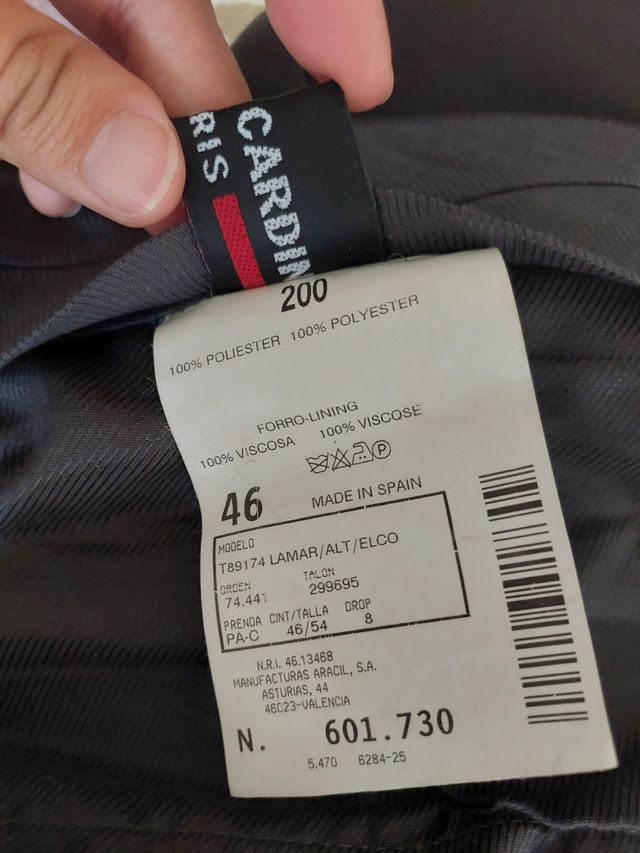 CARDIN
RIS
200
100% POLIESTER 100% POLYESTER
FORRO-LINING
100% VISCOSA 100% VISCOSE
P
46 MADE IN SPAIN
MODELO
T89174 LAMAR/ALT/ELCO
ORDEN TALON
74.441 299695
PRENDA CINT/TALLA DROP
PA-C 46/54 8
N.R.I. 46.13468
MANUFACTURAS ARACIL, S.A.
ASTURIAS, 44
46023-VALENCIA
N. 601.730
5.470 6284-25